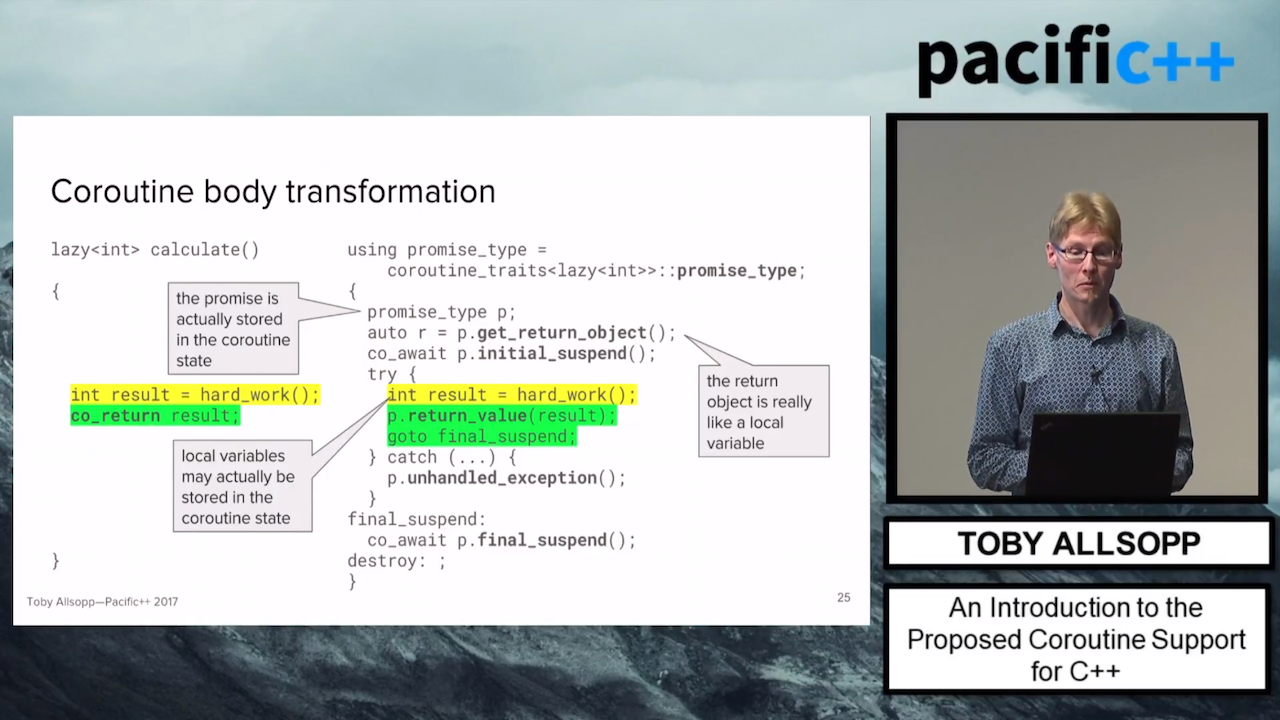 pacific++
Coroutine body transformation
lazy<int> calculate()
{
int result = hard_work();
co_return result;
}
using promise_type =
coroutine_traits<lazy<int>>::promise_type;
{
promise_type p;
auto r = p.get_return_object();
co_await p.initial_suspend();
try {
int result = hard_work();
p.return_value(result);
goto final_suspend;
} catch (...) {
p.unhandled_exception();
}
final_suspend:
co_await p.final_suspend();
destroy: ;
}
the promise is
actually stored
in the coroutine
state
local variables
may actually be
stored in the
coroutine state
the return
object is really
like a local
variable
Toby Allsopp—Pacific++ 2017
25
TOBY ALLSOPP
An Introduction to the
Proposed Coroutine Support
for C++